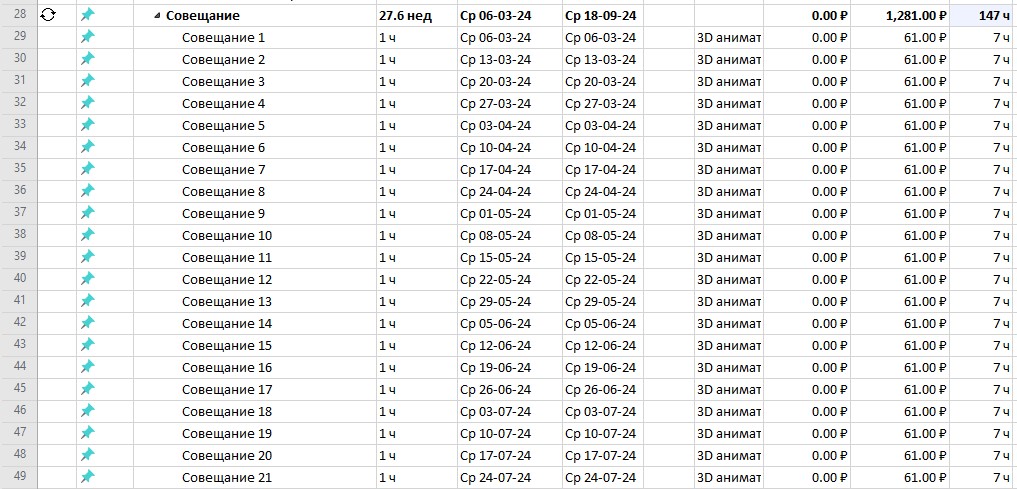 28 Совещание 27.6 нед Ср 06-03-24 Ср 18-09-24 0.00 ₽ 1,281.00 ₽ 147 ч
29 Совещание 1 1 ч Ср 06-03-24 Ср 06-03-24 3D анимат 0.00 ₽ 61.00 ₽ 7 ч
30 Совещание 2 1 ч Ср 13-03-24 Ср 13-03-24 3D анимат 0.00 ₽ 61.00 ₽ 7 ч
31 Совещание 3 1 ч Ср 20-03-24 Ср 20-03-24 3D анимат 0.00 ₽ 61.00 ₽ 7 ч
32 Совещание 4 1 ч Ср 27-03-24 Ср 27-03-24 3D анимат 0.00 ₽ 61.00 ₽ 7 ч
33 Совещание 5 1 ч Ср 03-04-24 Ср 03-04-24 3D анимат 0.00 ₽ 61.00 ₽ 7 ч
34 Совещание 6 1 ч Ср 10-04-24 Ср 10-04-24 3D анимат 0.00 ₽ 61.00 ₽ 7 ч
35 Совещание 7 1 ч Ср 17-04-24 Ср 17-04-24 3D анимат 0.00 ₽ 61.00 ₽ 7 ч
36 Совещание 8 1 ч Ср 24-04-24 Ср 24-04-24 3D анимат 0.00 ₽ 61.00 ₽ 7 ч
37 Совещание 9 1 ч Ср 01-05-24 Ср 01-05-24 3D анимат 0.00 ₽ 61.00 ₽ 7 ч
38 Совещание 10 1 ч Ср 08-05-24 Ср 08-05-24 3D анимат 0.00 ₽ 61.00 ₽ 7 ч
39 Совещание 11 1 ч Ср 15-05-24 Ср 15-05-24 3D анимат 0.00 ₽ 61.00 ₽ 7 ч
40 Совещание 12 1 ч Ср 22-05-24 Ср 22-05-24 3D анимат 0.00 ₽ 61.00 ₽ 7 ч
41 Совещание 13 1 ч Ср 29-05-24 Ср 29-05-24 3D анимат 0.00 ₽ 61.00 ₽ 7 ч
42 Совещание 14 1 ч Ср 05-06-24 Ср 05-06-24 3D анимат 0.00 ₽ 61.00 ₽ 7 ч
43 Совещание 15 1 ч Ср 12-06-24 Ср 12-06-24 3D анимат 0.00 ₽ 61.00 ₽ 7 ч
44 Совещание 16 1 ч Ср 19-06-24 Ср 19-06-24 3D анимат 0.00 ₽ 61.00 ₽ 7 ч
45 Совещание 17 1 ч Ср 26-06-24 Ср 26-06-24 3D анимат 0.00 ₽ 61.00 ₽ 7 ч
46 Совещание 18 1 ч Ср 03-07-24 Ср 03-07-24 3D анимат 0.00 ₽ 61.00 ₽ 7 ч
47 Совещание 19 1 ч Ср 10-07-24 Ср 10-07-24 3D анимат 0.00 ₽ 61.00 ₽ 7 ч
48 Совещание 20 1 ч Ср 17-07-24 Ср 17-07-24 3D анимат 0.00 ₽ 61.00 ₽ 7 ч
49 Совещание 21 1 ч Ср 24-07-24 Ср 24-07-24 3D анимат 0.00 ₽ 61.00 ₽ 7 ч